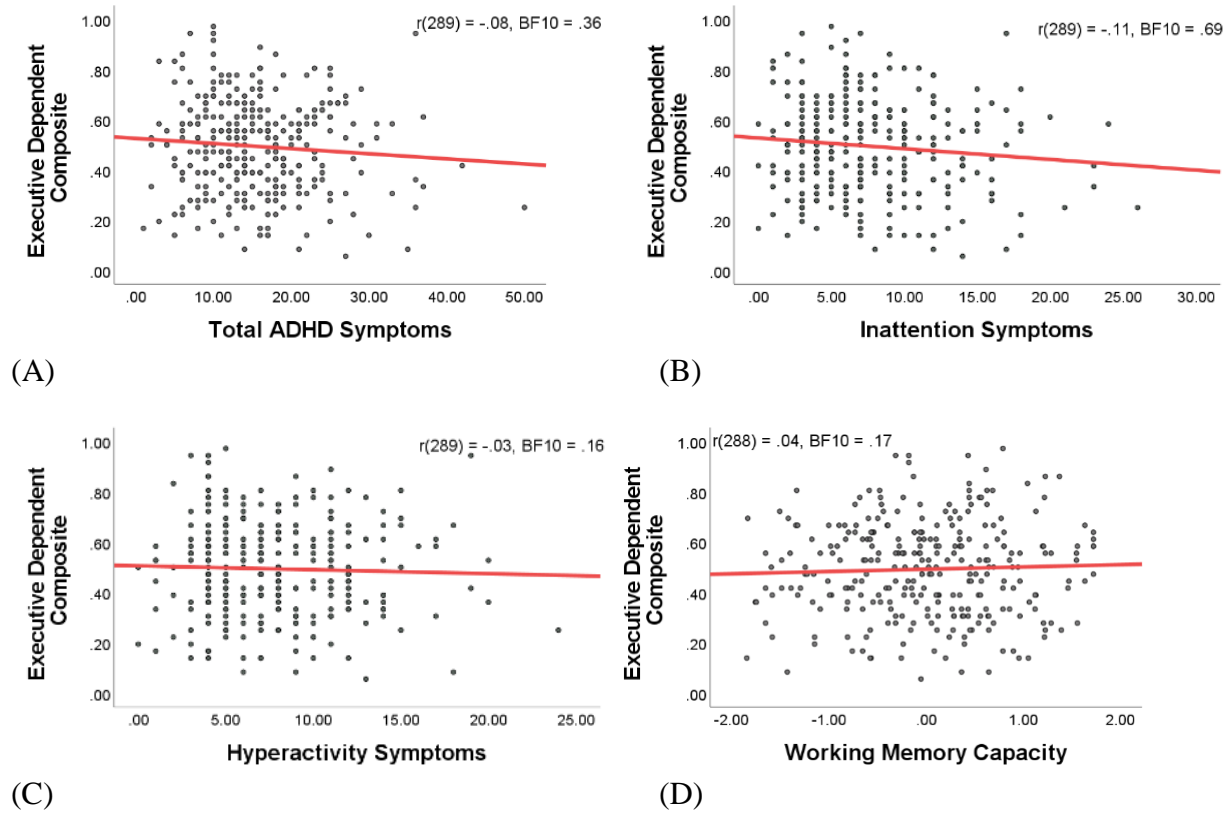 r(289) = -.08, BF10 = .36
1.00
.80
.60
.40
.20
.00
Executive Dependent
Composite
.00 10.00 20.00 30.00 40.00 50.00
Total ADHD Symptoms
(A)
r(289) = -.11, BF10 = .69
1.00
.80
.60
.40
.20
.00
Executive Dependent
Composite
.00 5.00 10.00 15.00 20.00 25.00 30.00
Inattention Symptoms
(B)
r(289) = -.03, BF10 = .16
1.00
.80
.60
.40
.20
.00
Executive Dependent
Composite
.00 5.00 10.00 15.00 20.00 25.00
Hyperactivity Symptoms
(C)
r(288) = .04, BF10 = .17
1.00
.80
.60
.40
.20
.00
Executive Dependent
Composite
-2.00 -1.00 .00 1.00 2.00
Working Memory Capacity
(D)